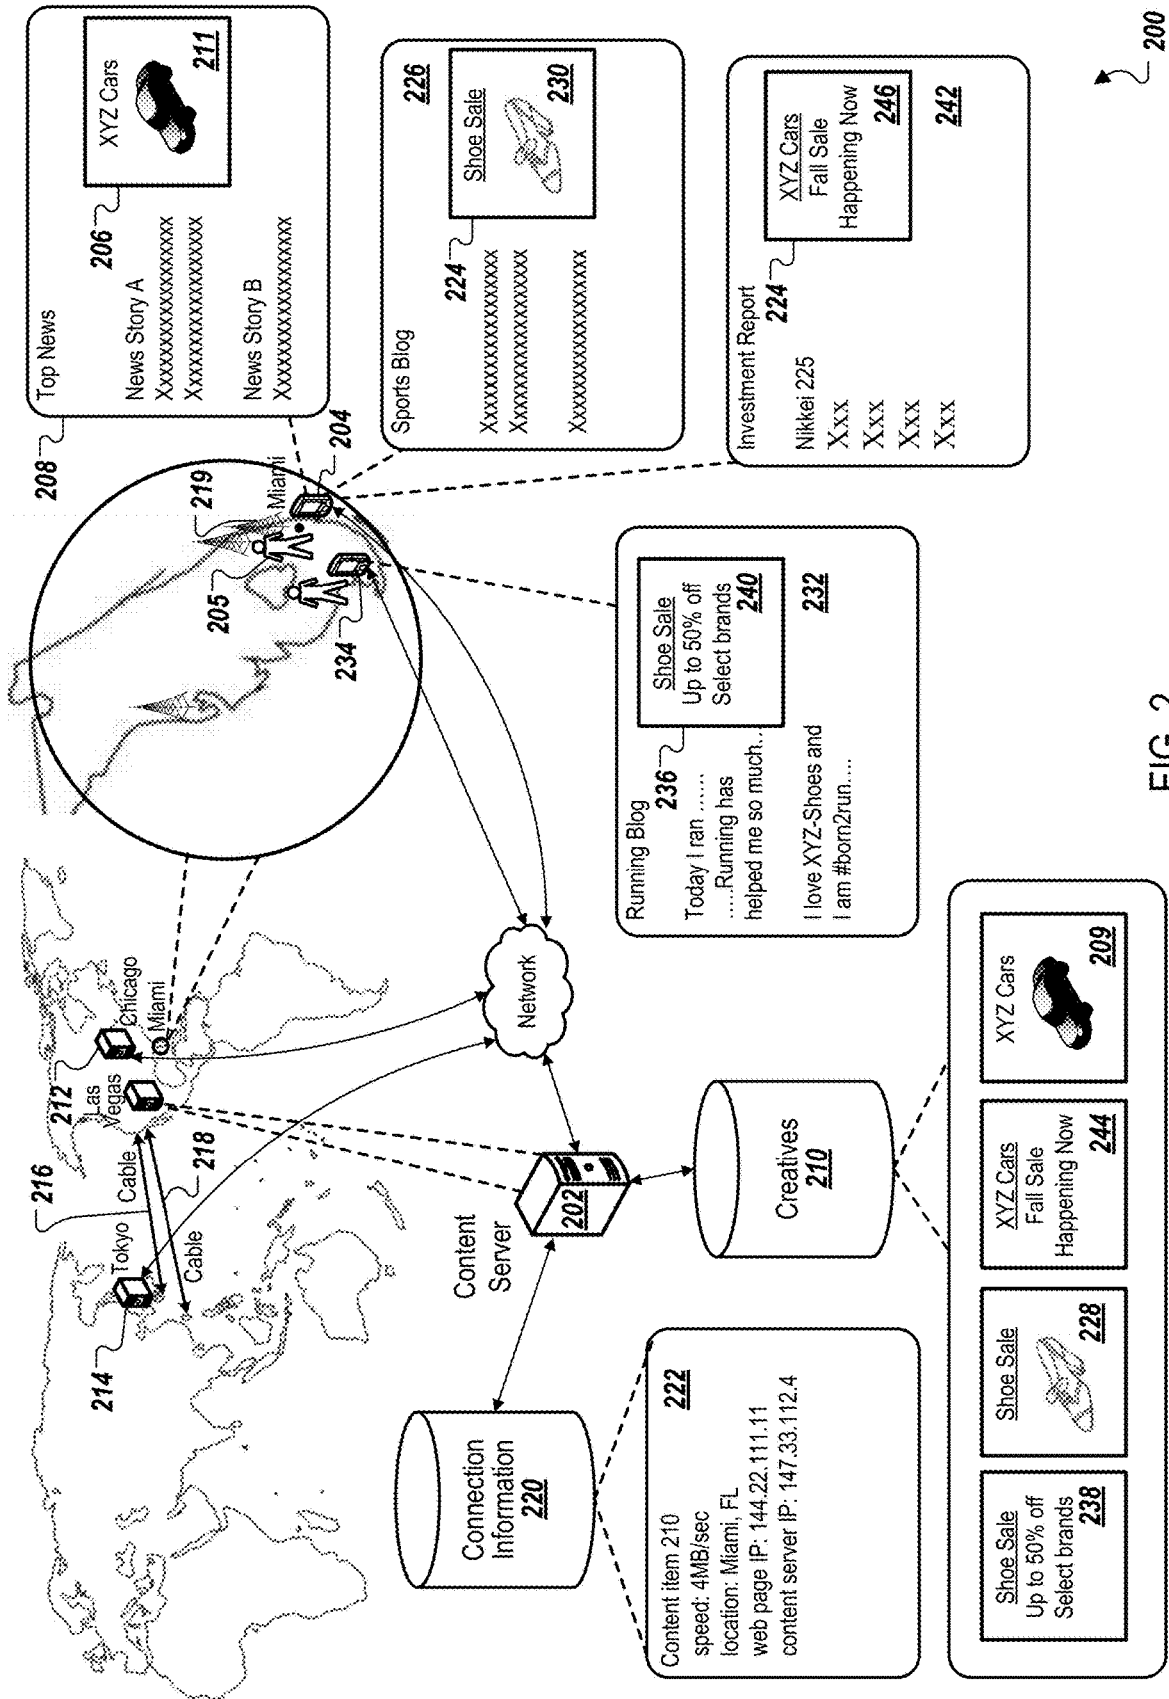 214
Tokyo
216
Cable
Cable
218
212
Las
Vegas
Chicago
Miami
219
Miami
205
234
204
208
Top News
206
News Story A
Xxxxxxxxxxxxxxxxx
Xxxxxxxxxxxxxxxxx
News Story B
Xxxxxxxxxxxxxxxxx
XYZ Cars
211
Sports Blog
226
224
Xxxxxxxxxxxxxxxxx
Xxxxxxxxxxxxxxxxx
Xxxxxxxxxxxxxxxxx
Shoe Sale
230
Investment Report
224
Nikkei 225
Xxx
Xxx
Xxx
Xxx
XYZ Cars
Fall Sale
Happening Now
246
242
Running Blog
236
Today I ran ......
.....Running has
helped me so much...
I love XYZ-Shoes and
I am #born2run....
Shoe Sale
Up to 50% off
Select brands
240
232
Network
Content
Server
202
Connection
Information
220
Creatives
210
Content item 210
222
speed: 4MB/sec
location: Miami, FL
web page IP: 144.22.111.11
content server IP: 147.33.112.4
Shoe Sale
Up to 50% off
Select brands
238
Shoe Sale
228
XYZ Cars
Fall Sale
Happening Now
244
XYZ Cars
209
200